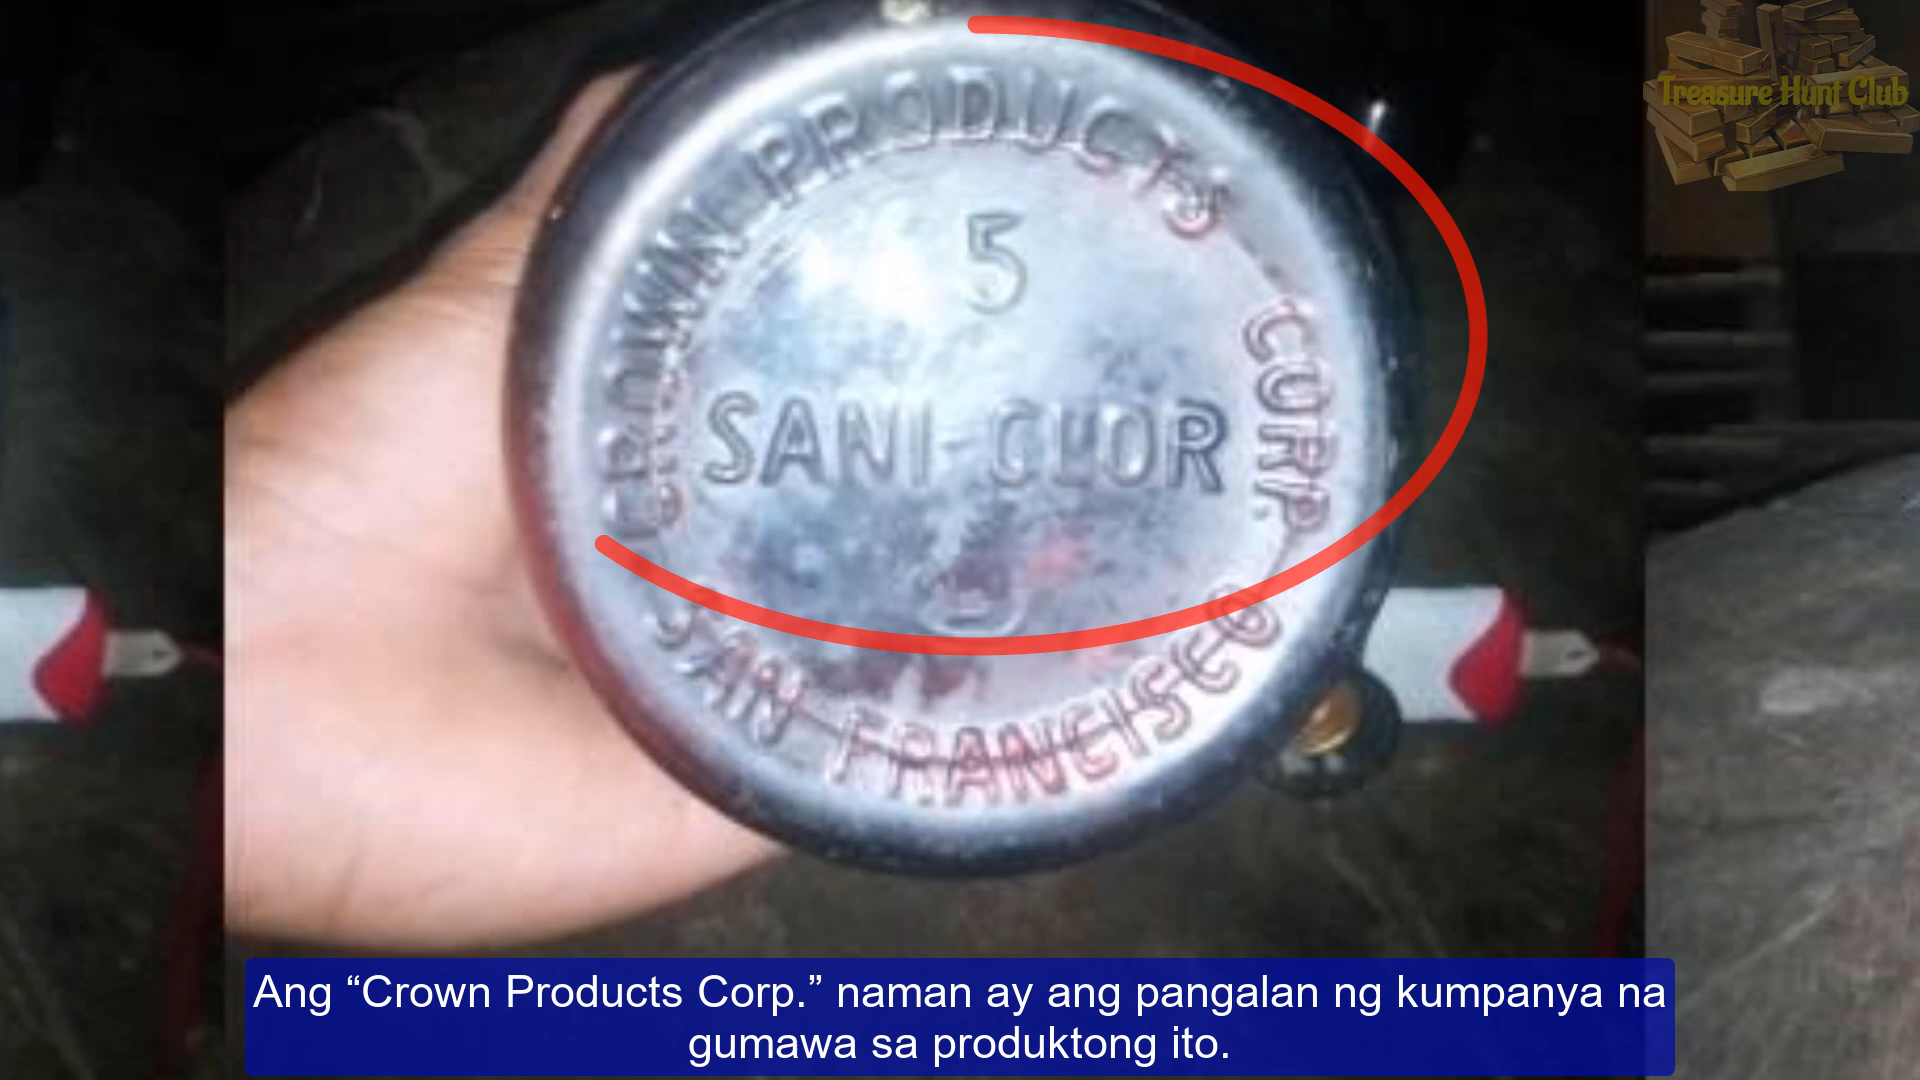 Treasure Hunt Club
CROWN PRODUCTS CORP.
5
SANI-CLOR
SAN FRANCISCO
Ang “Crown Products Corp.” naman ay ang pangalan ng kumpanya na
gumawa sa produktong ito.